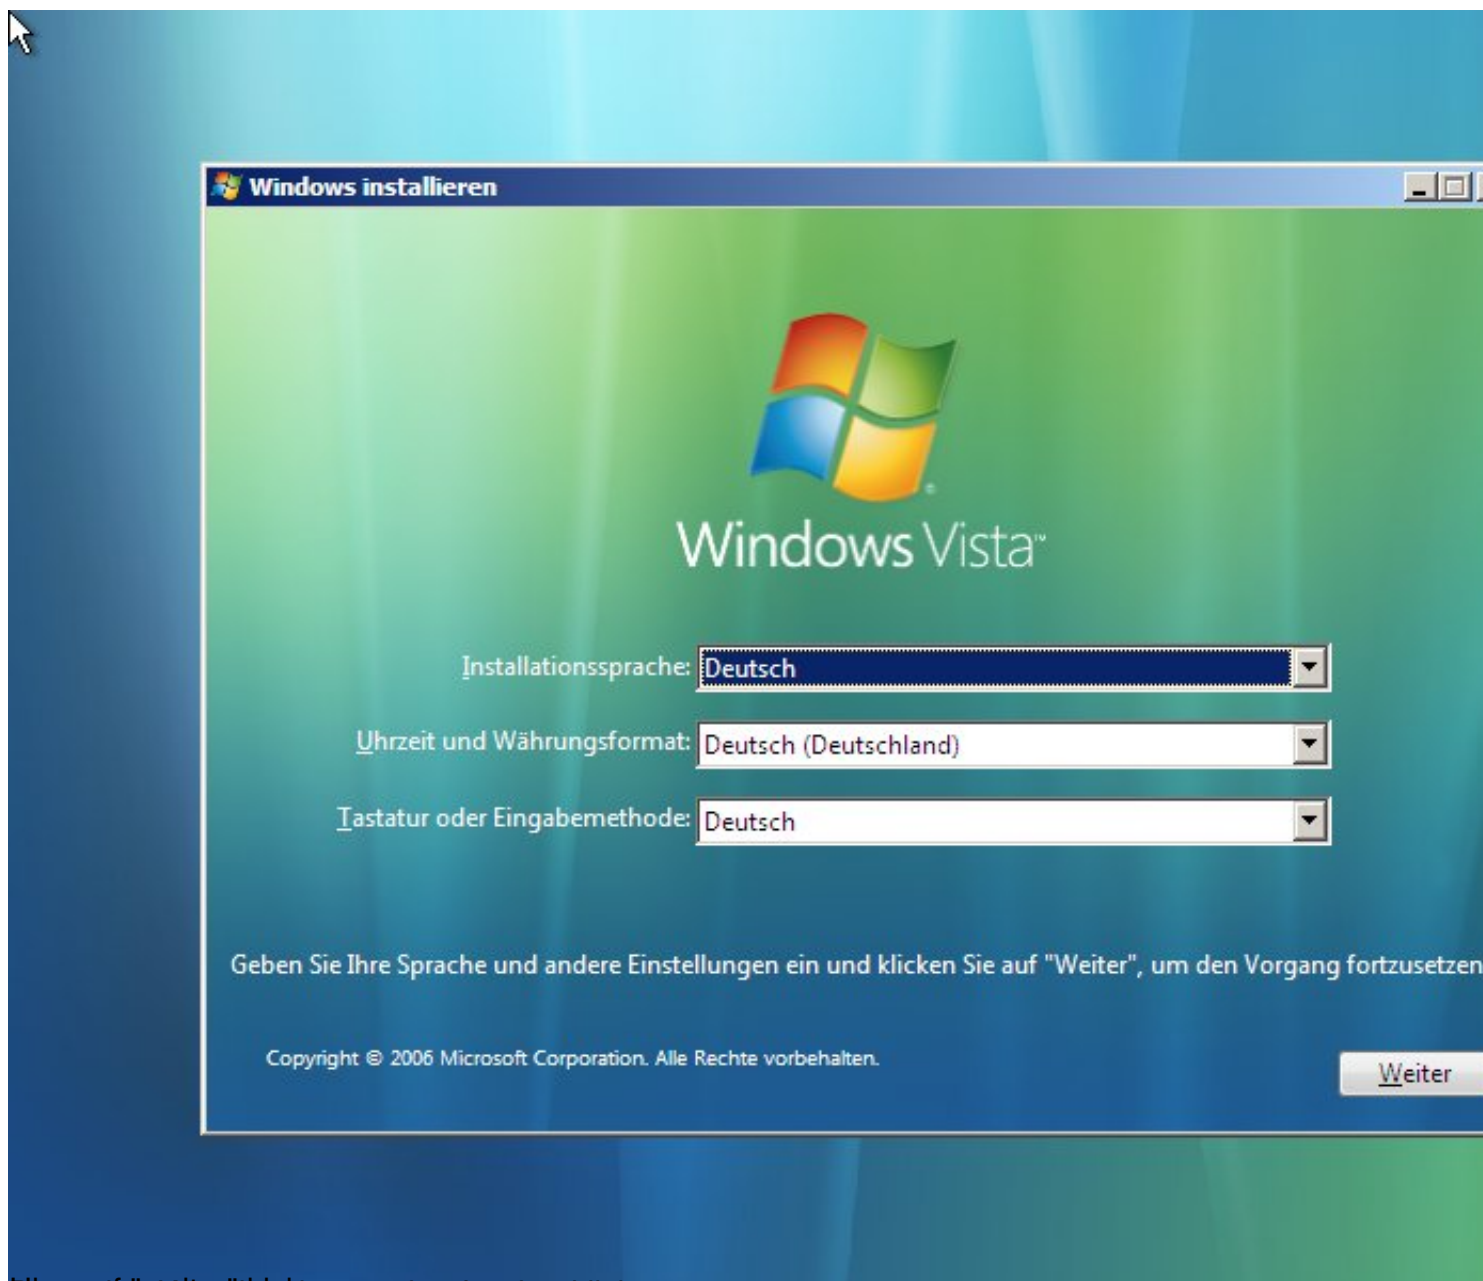 Windows installieren
Windows Vista™
Installationssprache: Deutsch
Uhrzeit und Währungsformat: Deutsch (Deutschland)
Tastatur oder Eingabemethode: Deutsch
Geben Sie Ihre Sprache und andere Einstellungen ein und klicken Sie auf "Weiter", um den Vorgang fortzusetzen
Copyright © 2006 Microsoft Corporation. Alle Rechte vorbehalten.
Weiter